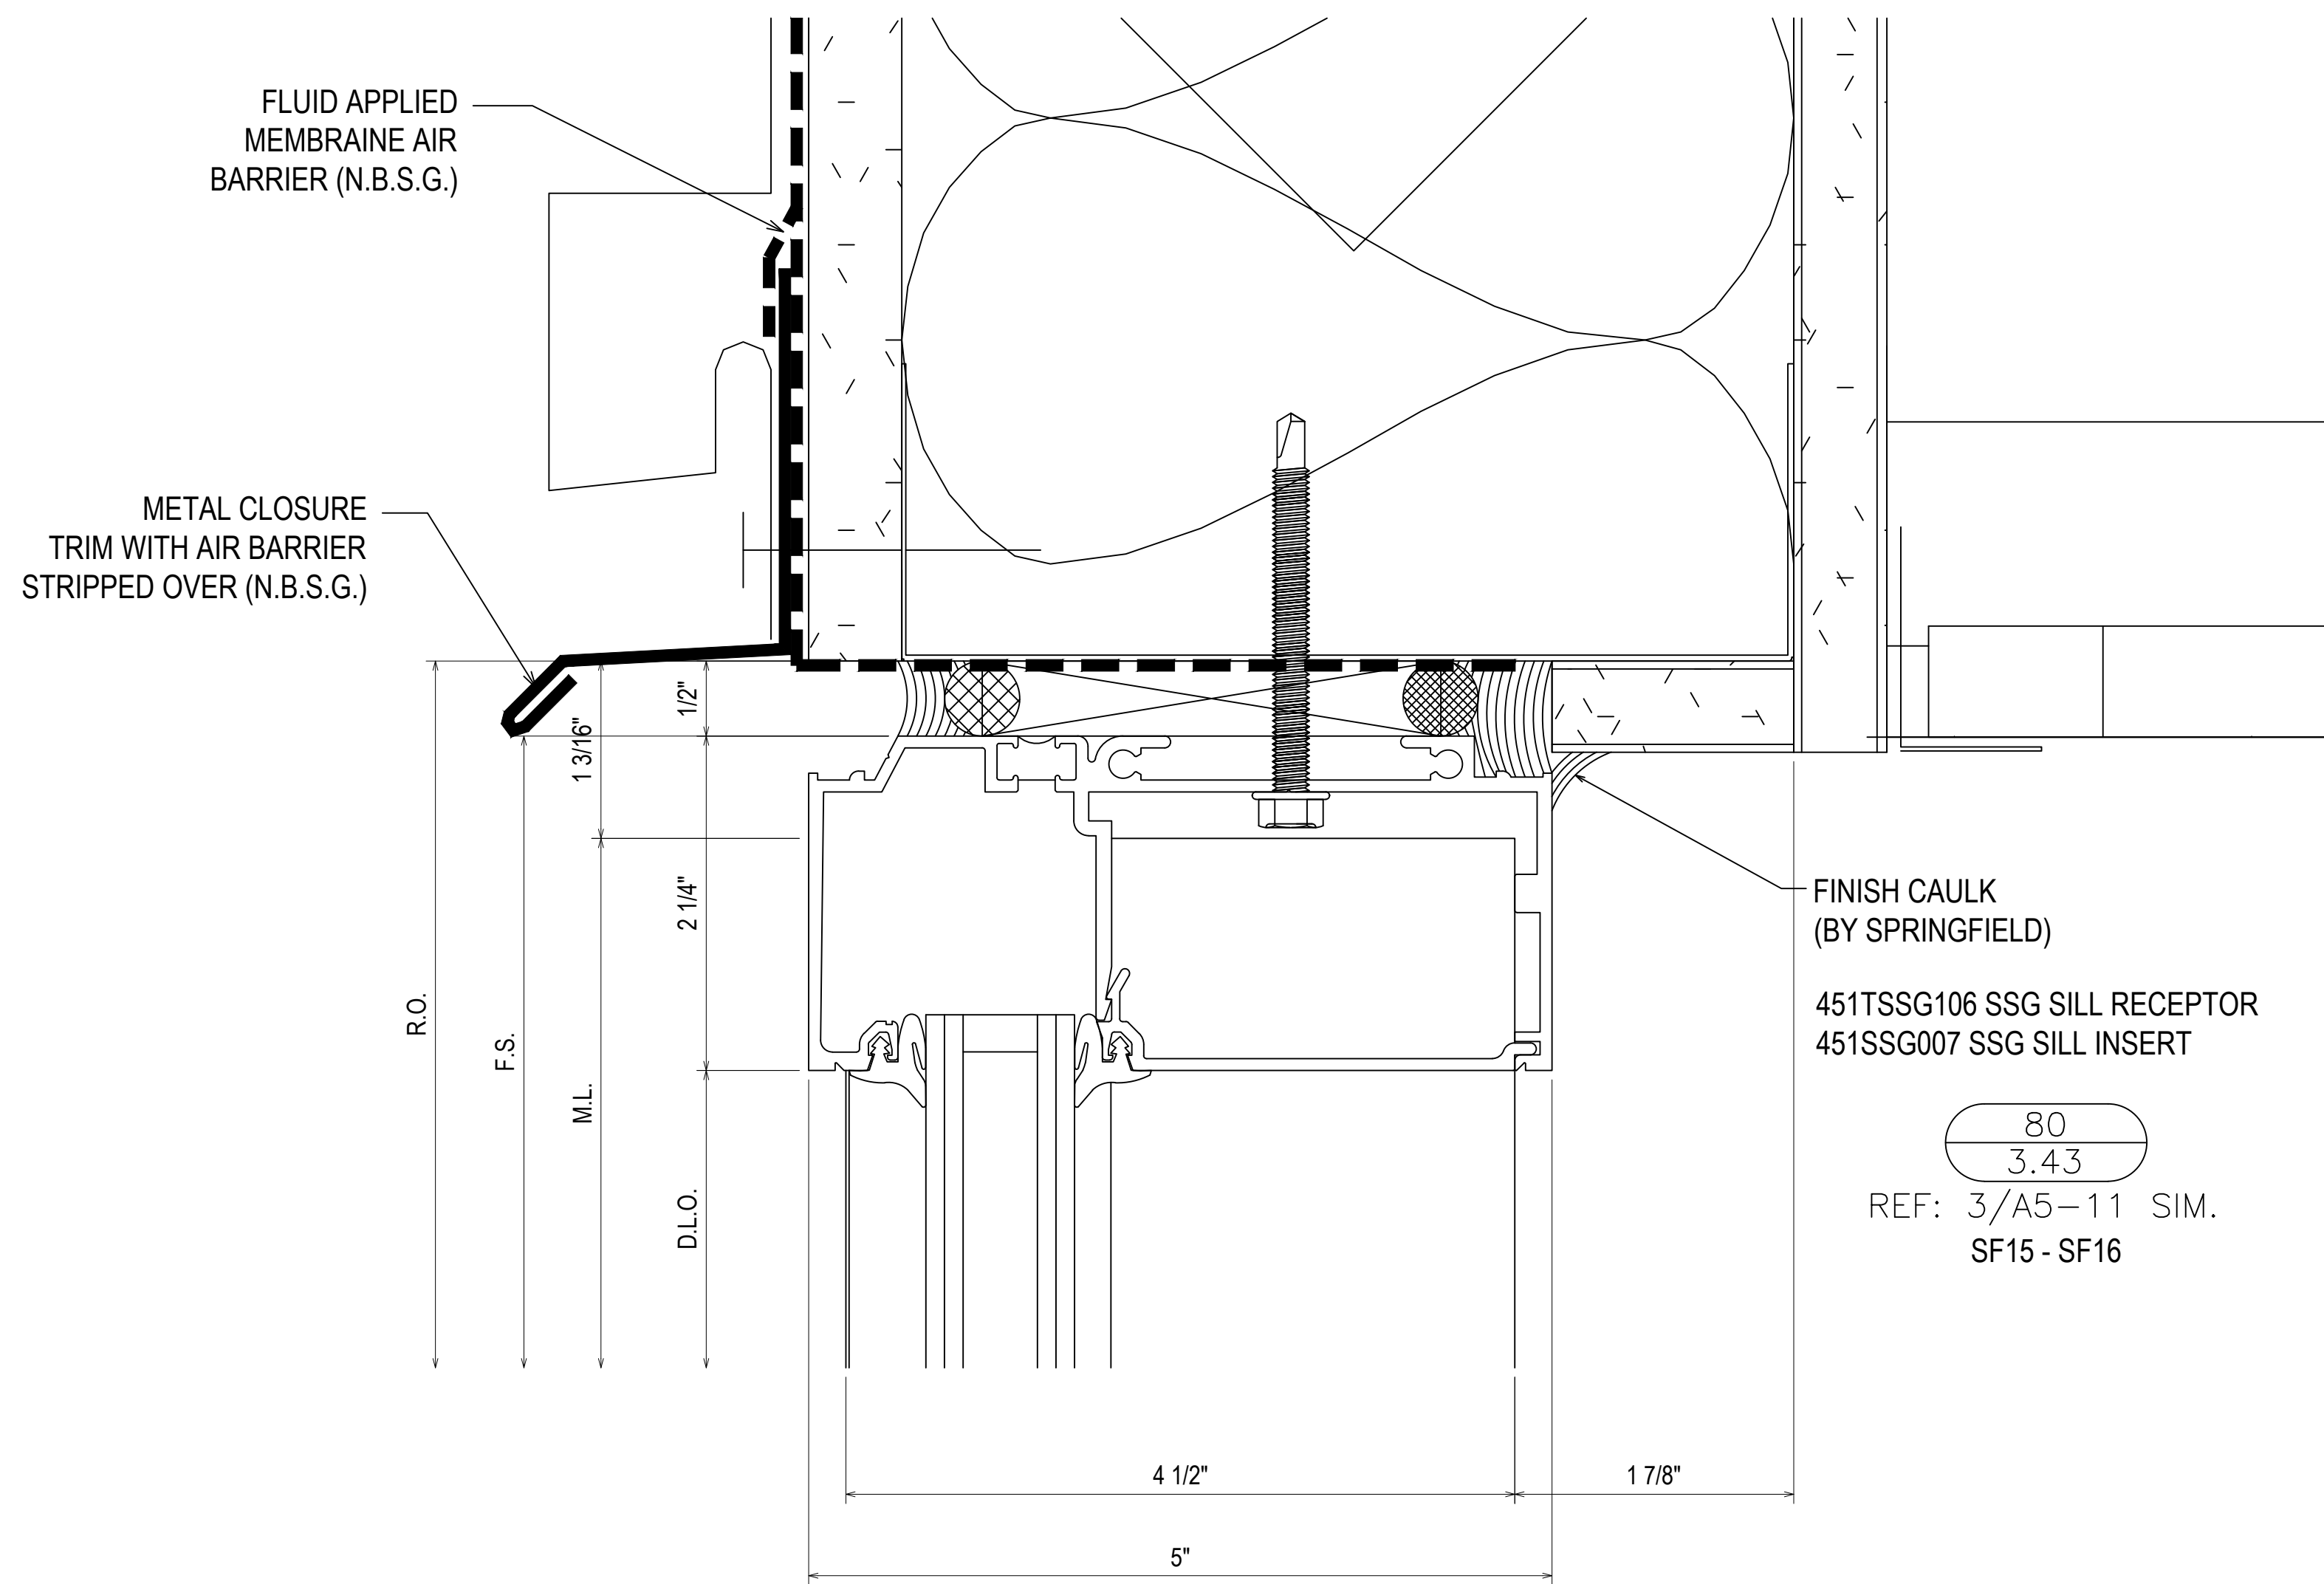 FLUID APPLIED
MEMBRAINE AIR
BARRIER (N.B.S.G.)
METAL CLOSURE
TRIM WITH AIR BARRIER
STRIPPED OVER (N.B.S.G.)
1/2"
1 3/16"
2 1/4"
R.O.
F.S.
M.L.
D.L.O.
FINISH CAULK
(BY SPRINGFIELD)
451TSSG106 SSG SILL RECEPTOR
451SSG007 SSG SILL INSERT
80
3.43
REF: 3/A5-11 SIM.
SF15 - SF16
4 1/2"
1 7/8"
5"